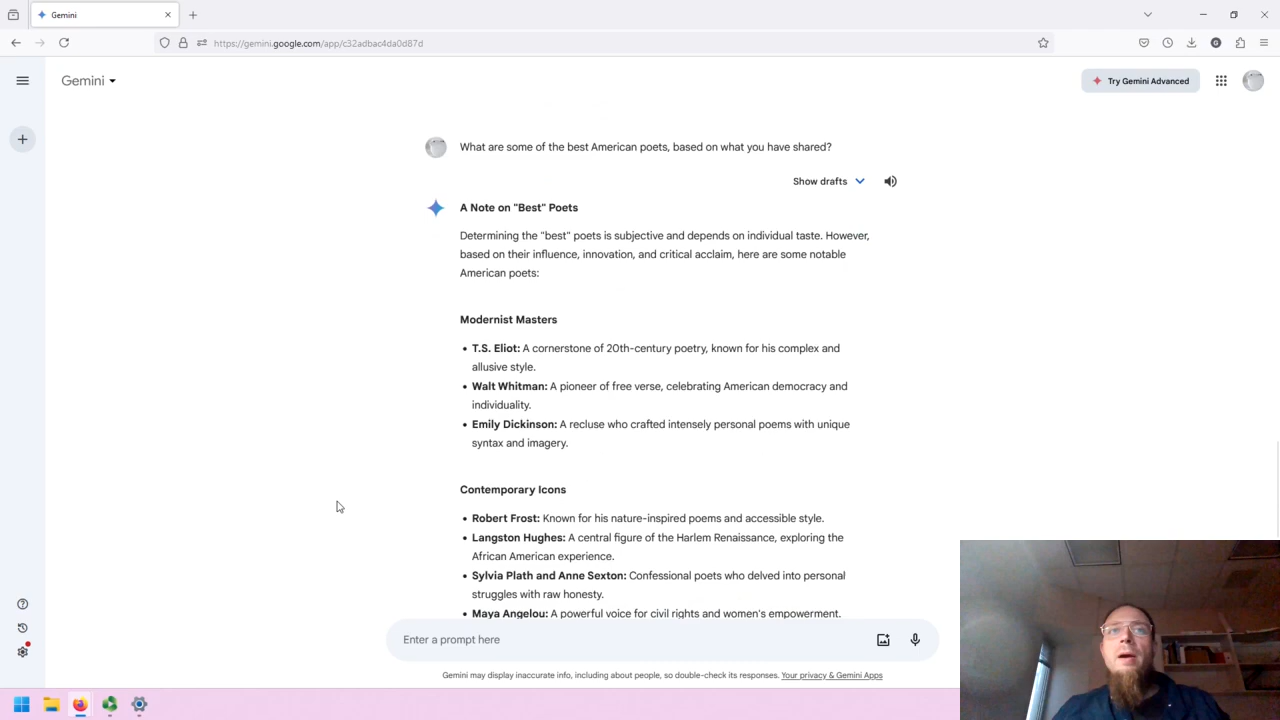 Gemini
https://gemini.google.com/app/c32adbac4da0d87d
Gemini
Try Gemini Advanced
What are some of the best American poets, based on what you have shared?
Show drafts
A Note on "Best" Poets
Determining the "best" poets is subjective and depends on individual taste. However,
based on their influence, innovation, and critical acclaim, here are some notable
American poets:
Modernist Masters
• T.S. Eliot: A cornerstone of 20th-century poetry, known for his complex and
allusive style.
• Walt Whitman: A pioneer of free verse, celebrating American democracy and
individuality.
• Emily Dickinson: A recluse who crafted intensely personal poems with unique
syntax and imagery.
Contemporary Icons
• Robert Frost: Known for his nature-inspired poems and accessible style.
• Langston Hughes: A central figure of the Harlem Renaissance, exploring the
African American experience.
• Sylvia Plath and Anne Sexton: Confessional poets who delved into personal
struggles with raw honesty.
• Maya Angelou: A powerful voice for civil rights and women's empowerment.
Enter a prompt here
Gemini may display inaccurate info, including about people, so double-check its responses. Your privacy & Gemini Apps